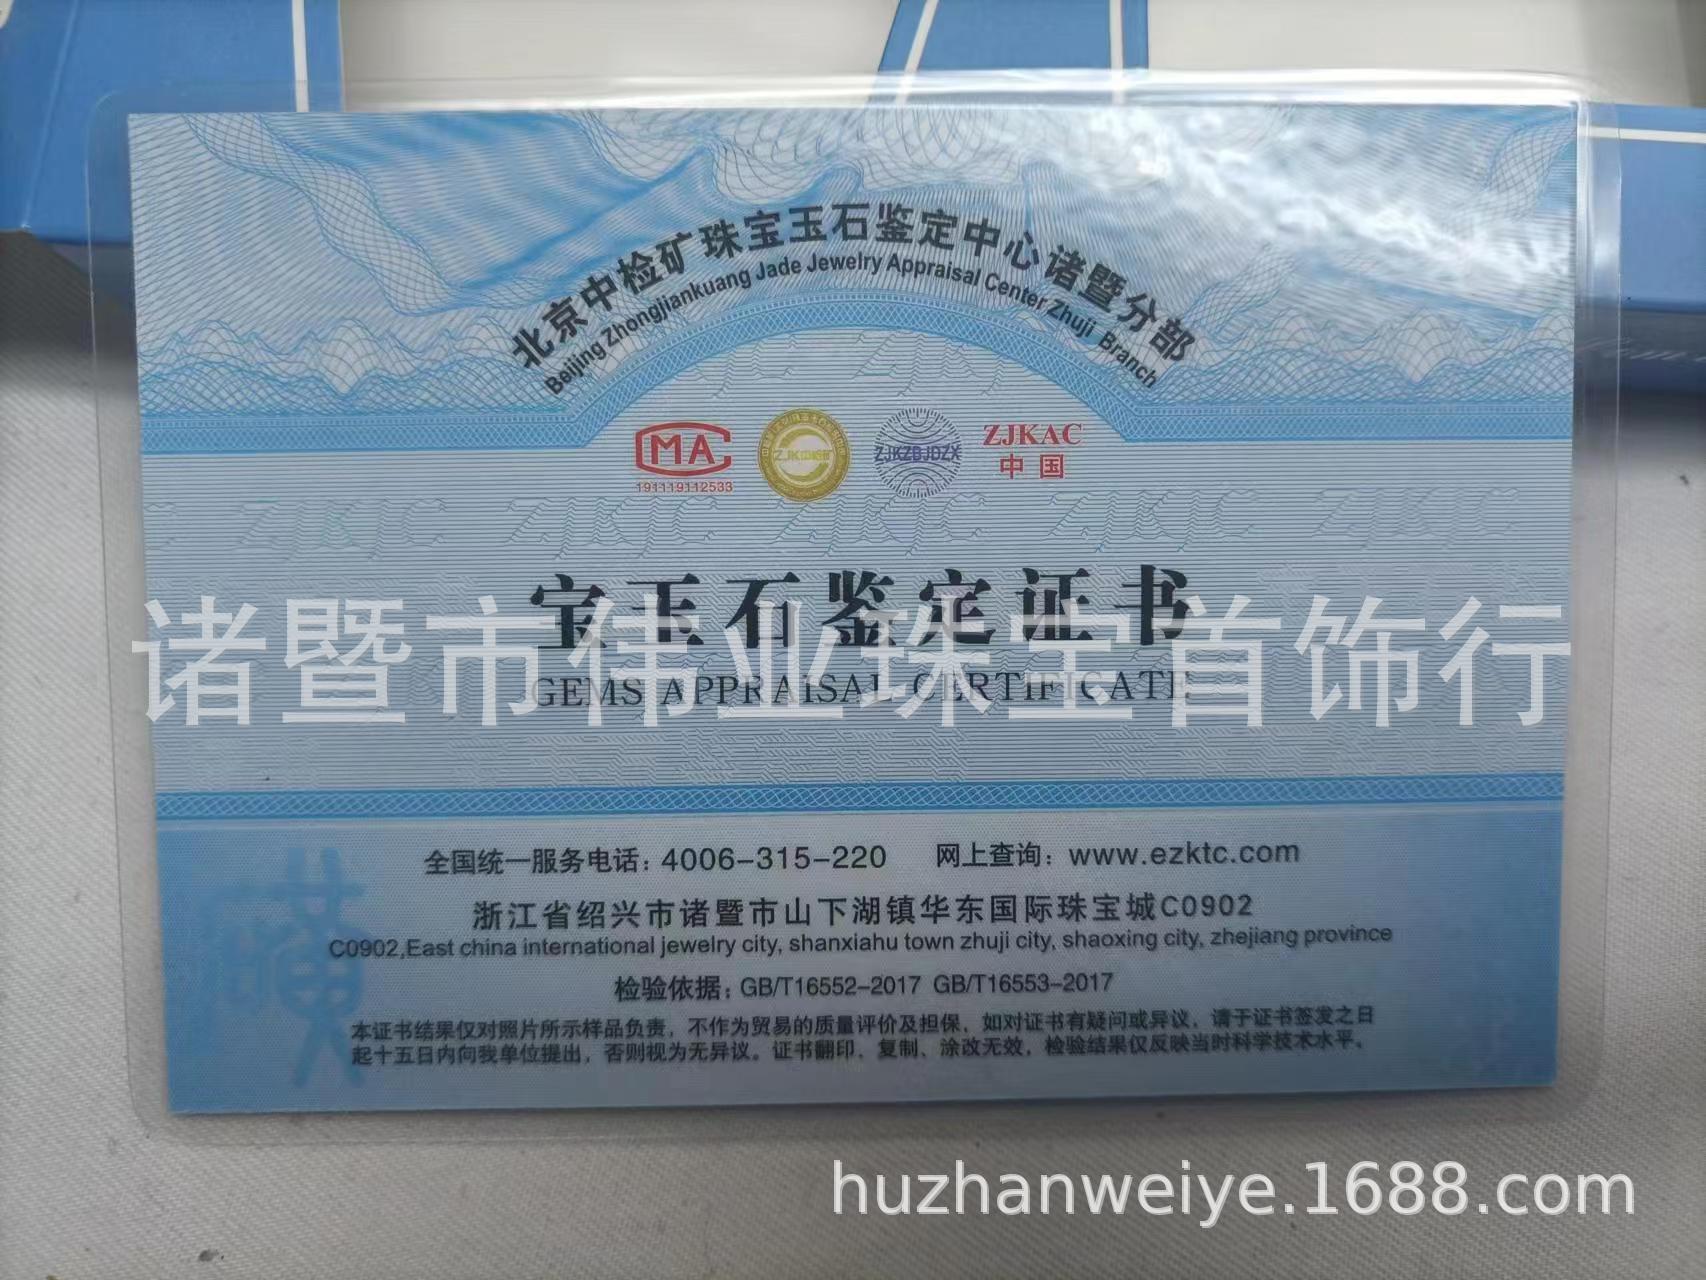 北京中检矿珠宝玉石鉴定中心诸暨分部
Beijing Zhongjiankuang Jade Jewelry Appraisal Center Zhuji Branch
CMA
191119112533
ZJKZBJDZX
ZJKAC
中国
宝玉石鉴定证书
诸暨市伟业珠宝首饰行
GEMS APPRAISAL CERTIFICATE
全国统一服务电话：4006-315-220 网上查询：www.ezktc.com
浙江省绍兴市诸暨市山下湖镇华东国际珠宝城C0902
C0902,East china international jewelry city, shanxiahu town zhuji city, shaoxing city, zhejiang province
检验依据：GB/T16552-2017 GB/T16553-2017
本证书结果仅对照片所示样品负责，不作为贸易的质量评价及担保，如对证书有疑问或异议，请于证书签发之日
起十五日内向我单位提出，否则视为无异议。证书翻印、复制、涂改无效，检验结果仅反映当时科学技术水平。
huzhanweiye.1688.com